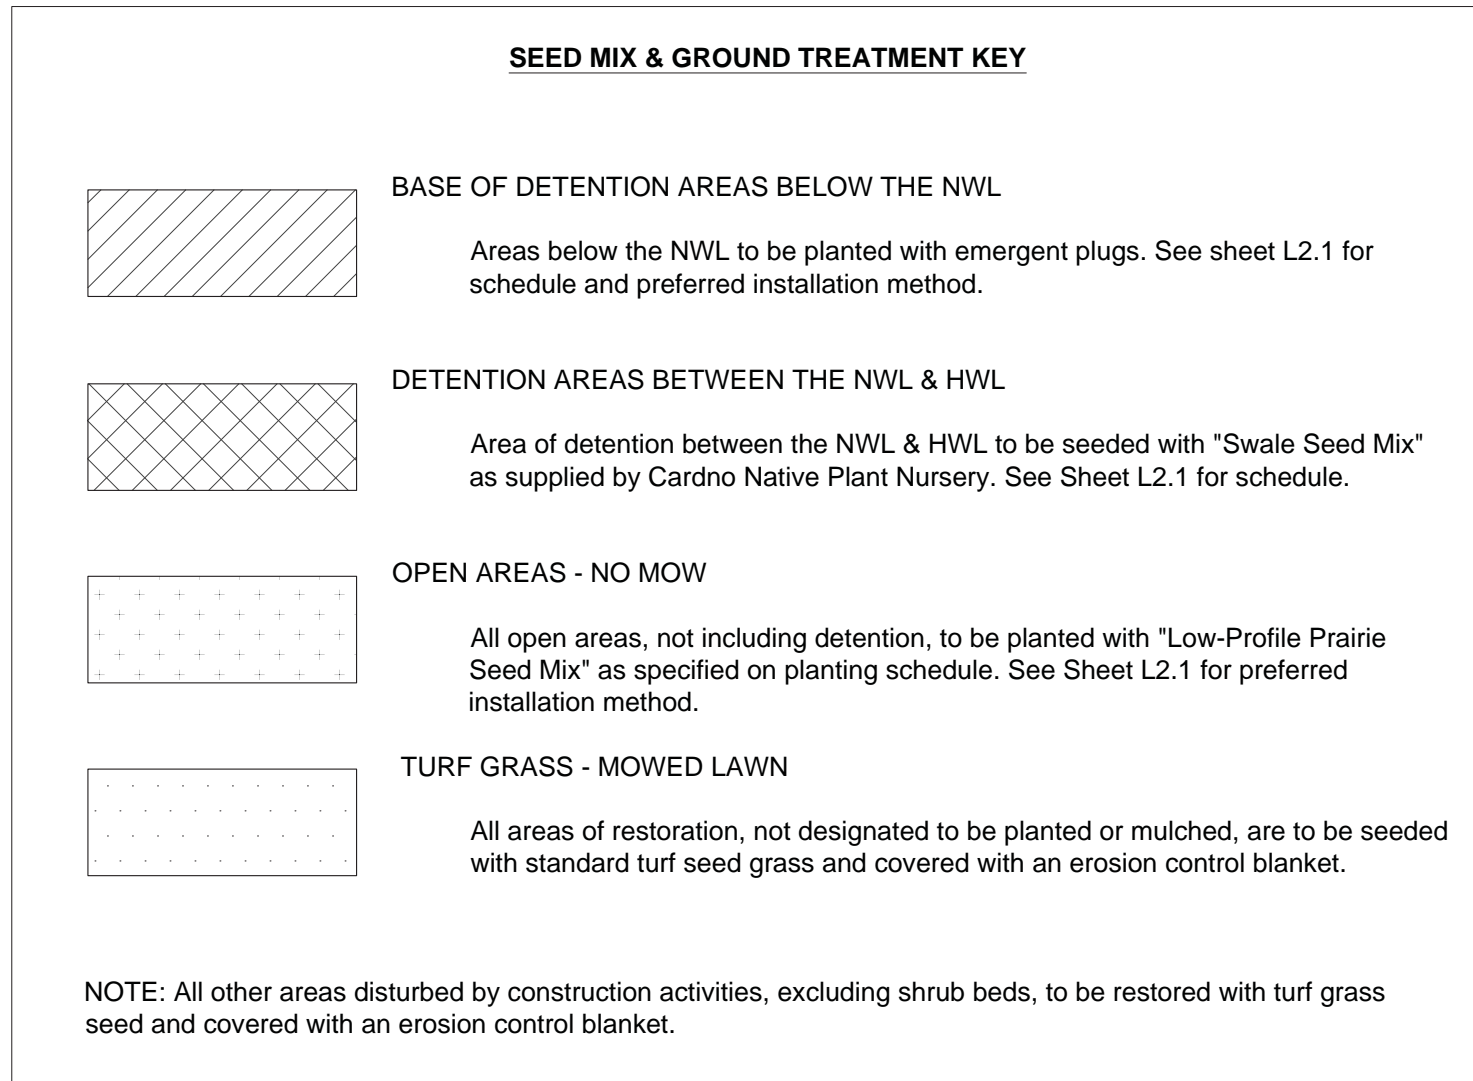 SEED MIX & GROUND TREATMENT KEY
BASE OF DETENTION AREAS BELOW THE NWL
Areas below the NWL to be planted with emergent plugs. See sheet L2.1 for
schedule and preferred installation method.
DETENTION AREAS BETWEEN THE NWL & HWL
Area of detention between the NWL & HWL to be seeded with "Swale Seed Mix"
as supplied by Cardno Native Plant Nursery. See Sheet L2.1 for schedule.
OPEN AREAS - NO MOW
All open areas, not including detention, to be planted with "Low-Profile Prairie
Seed Mix" as specified on planting schedule. See Sheet L2.1 for preferred
installation method.
TURF GRASS - MOWED LAWN
All areas of restoration, not designated to be planted or mulched, are to be seeded
with standard turf seed grass and covered with an erosion control blanket.
NOTE: All other areas disturbed by construction activities, excluding shrub beds, to be restored with turf grass
seed and covered with an erosion control blanket.